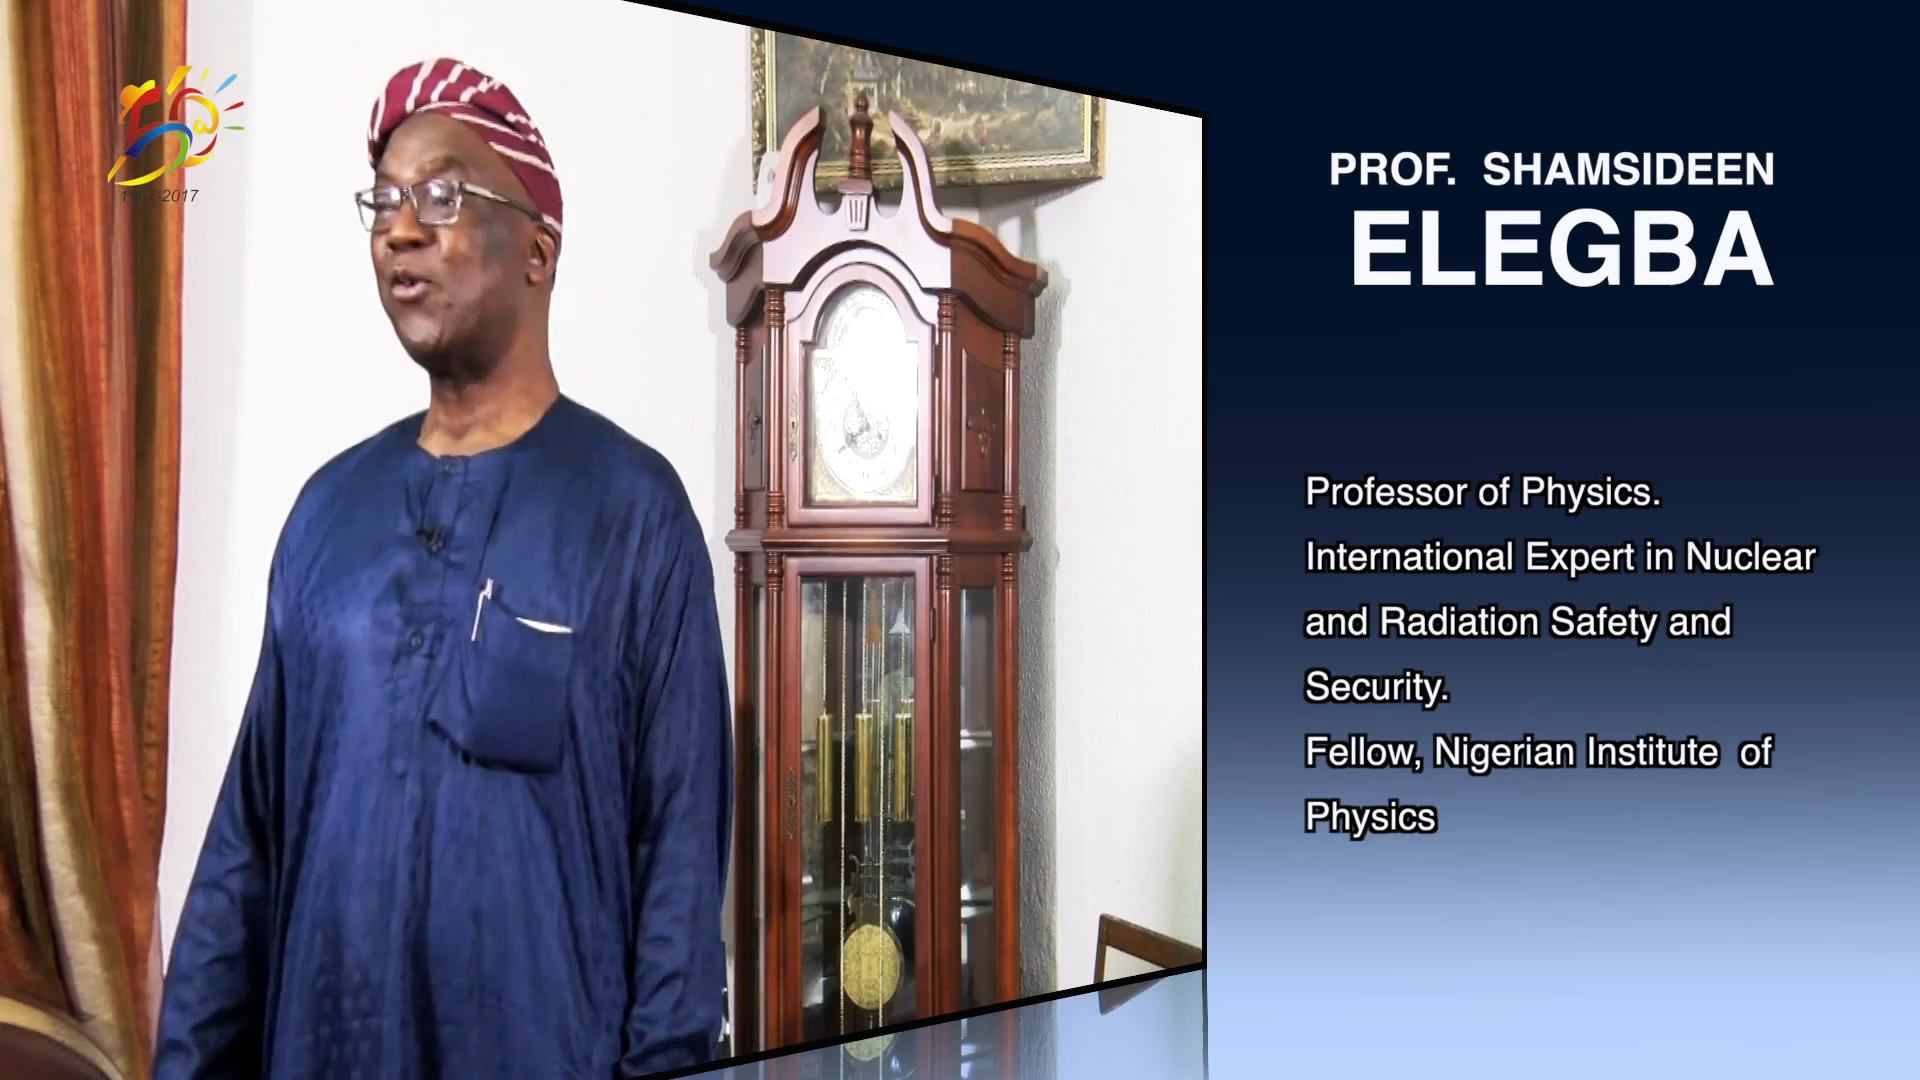 PROF. SHAMSIDEEN
ELEGBA
Professor of Physics.
International Expert in Nuclear
and Radiation Safety and
Security.
Fellow, Nigerian Institute of
Physics